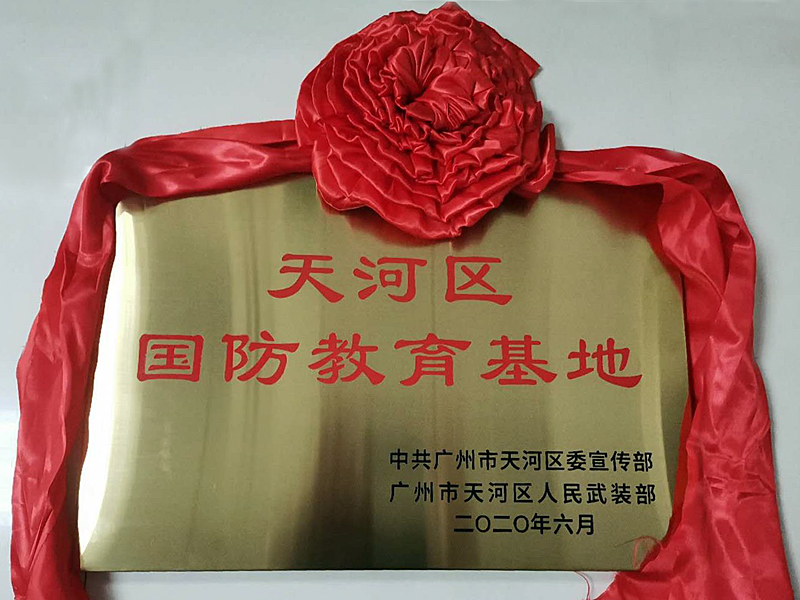 天河区
国防教育基地
中共广州市天河区委宣传部
广州市天河区人民武装部
二〇二〇年六月